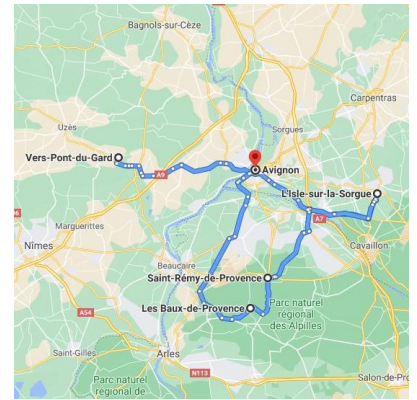 Bagnols-sur-Cèze
Carpentras
Uzès
Sorgues
Vers-Pont-du-Gard
Avignon
A9
L'Isle-sur-la-Sorgue
A7
Marguerittes
Nîmes
Cavaillon
Beaucaire
Saint-Rémy-de-Provence
Les Baux-de-Provence
Parc naturel
régional
des Alpilles
A54
Saint-Gilles
Arles
Salon-de-Pro
N113
Parc naturel
régional de